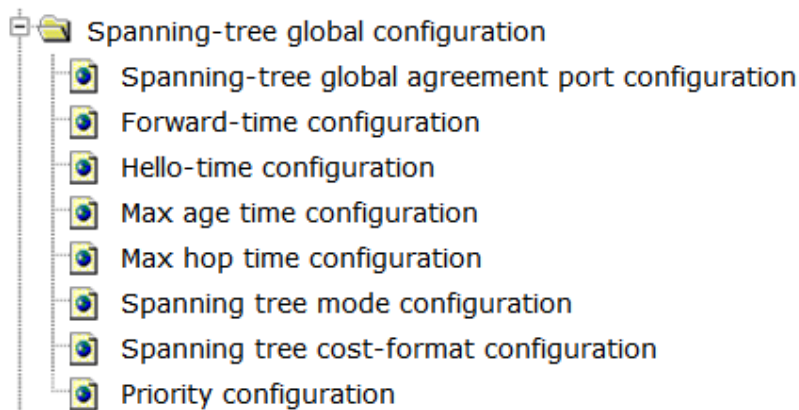 Spanning-tree global configuration
Spanning-tree global agreement port configuration
Forward-time configuration
Hello-time configuration
Max age time configuration
Max hop time configuration
Spanning tree mode configuration
Spanning tree cost-format configuration
Priority configuration